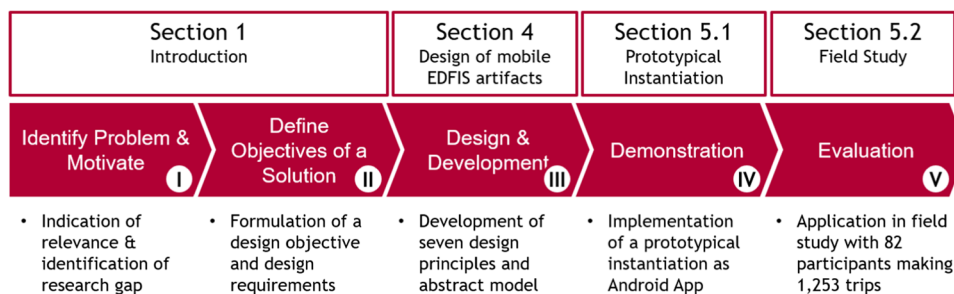 Section 1
Introduction
Section 4
Design of mobile
EDFIS artifacts
Section 5.1
Prototypical
Instantiation
Section 5.2
Field Study
Identify Problem &
Motivate
I
Define
Objectives of a
Solution
II
Design &
Development
III
Demonstration
IV
Evaluation
V
• Indication of
relevance &
identification of
research gap
• Formulation of a
design objective
and design
requirements
• Development of
seven design
principles and
abstract model
• Implementation
of a prototypical
instantiation as
Android App
• Application in field
study with 82
participants making
1,253 trips